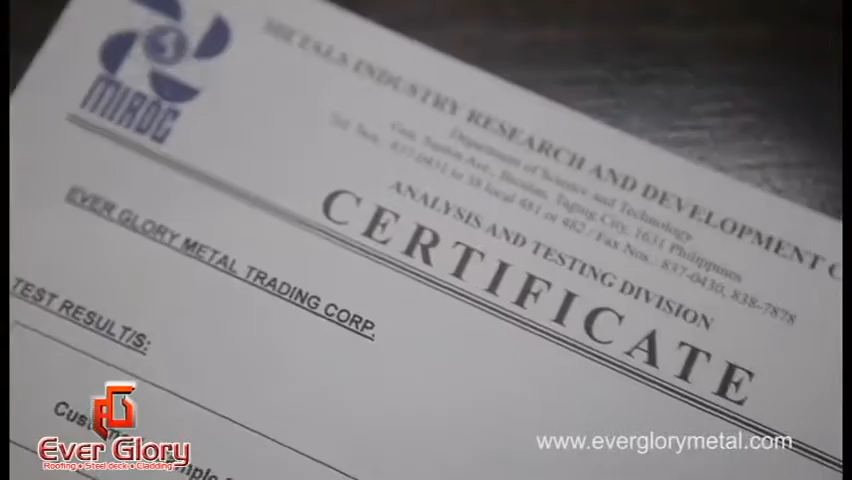 MIRDC
METALS INDUSTRY RESEARCH AND DEVELOPMENT C
Department of Science and Technology
Gen. Santos Ave., Bicutan, Taguig City, 1631 Philippines
Tel Nos. 837-0431 to 38 local 481 or 482 / Fax Nos. 837-0430, 838-7878
ANALYSIS AND TESTING DIVISION
CERTIFICATE
EVER GLORY METAL TRADING CORP.
TEST RESULT/S:
Ever Glory
Roofing • Steel deck • Cladding
www.everglorymetal.com